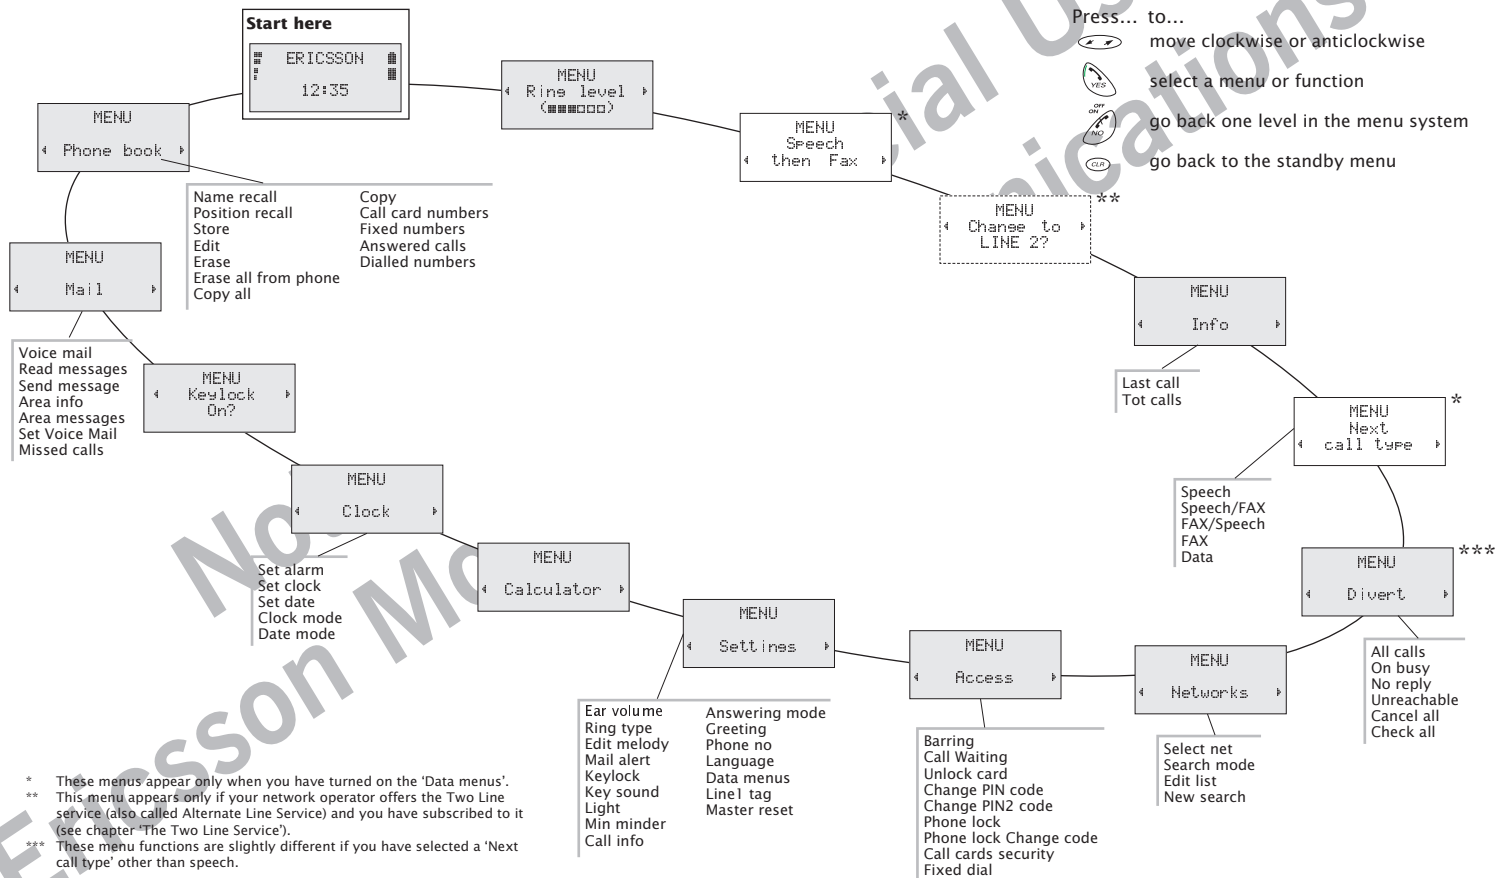 Start here
ERICSSON
12:35
MENU
Ring level
MENU
Speech
then Fax
*
MENU
Change to
LINE 2?
**
MENU
Info
Last call
Tot calls
MENU
Next
call type
*
Speech
Speech/FAX
FAX/Speech
FAX
Data
MENU
Divert
***
All calls
On busy
No reply
Unreachable
Cancel all
Check all
MENU
Networks
Select net
Search mode
Edit list
New search
MENU
Access
Barring
Call Waiting
Unlock card
Change PIN code
Change PIN2 code
Phone lock
Phone lock Change code
Call cards security
Fixed dial
MENU
Settings
Ear volume
Ring type
Edit melody
Mail alert
Keylock
Key sound
Light
Min minder
Call info
Answering mode
Greeting
Phone no
Language
Data menus
Line1 tag
Master reset
MENU
Calculator
MENU
Clock
Set alarm
Set clock
Set date
Clock mode
Date mode
MENU
Keylock
On?
MENU
Mail
Voice mail
Read messages
Send message
Area info
Area messages
Set Voice Mail
Missed calls
MENU
Phone book
Name recall
Position recall
Store
Edit
Erase
Erase all from phone
Copy all
Copy
Call card numbers
Fixed numbers
Answered calls
Dialled numbers
Press... to...
move clockwise or anticlockwise
YES
select a menu or function
OFF
ON
NO
go back one level in the menu system
CLR
go back to the standby menu
* These menus appear only when you have turned on the ‘Data menus’.
** This menu appears only if your network operator offers the Two Line
service (also called Alternate Line Service) and you have subscribed to it
(see chapter ‘The Two Line Service’).
*** These menu functions are slightly different if you have selected a ‘Next
call type’ other than speech.
Ericsson